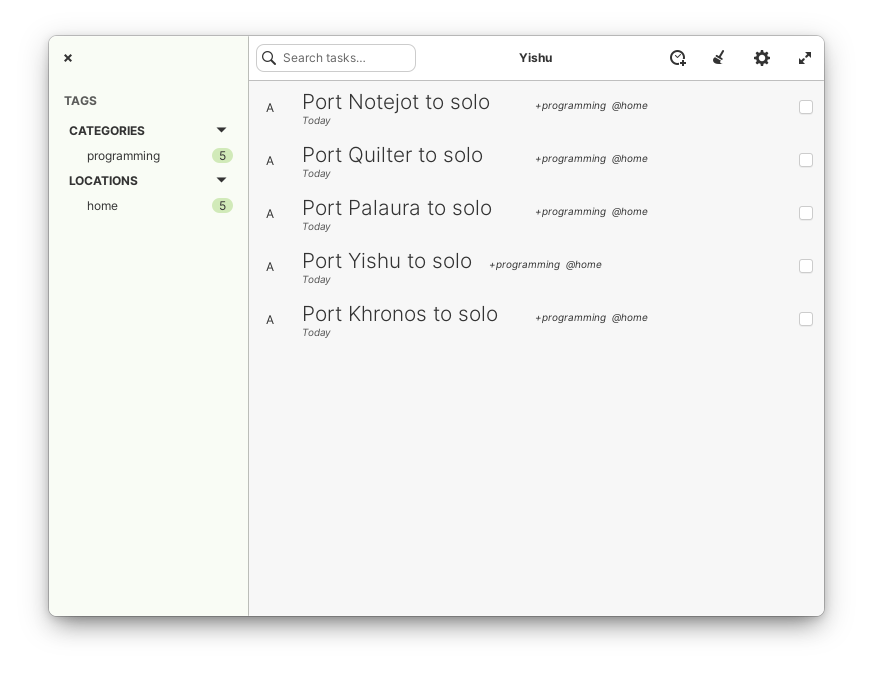 Search tasks...
Yishu
TAGS
CATEGORIES
programming 5
LOCATIONS
home 5
A Port Notejot to solo +programming @home
Today
A Port Quilter to solo +programming @home
Today
A Port Palaura to solo +programming @home
Today
A Port Yishu to solo +programming @home
Today
A Port Khronos to solo +programming @home
Today